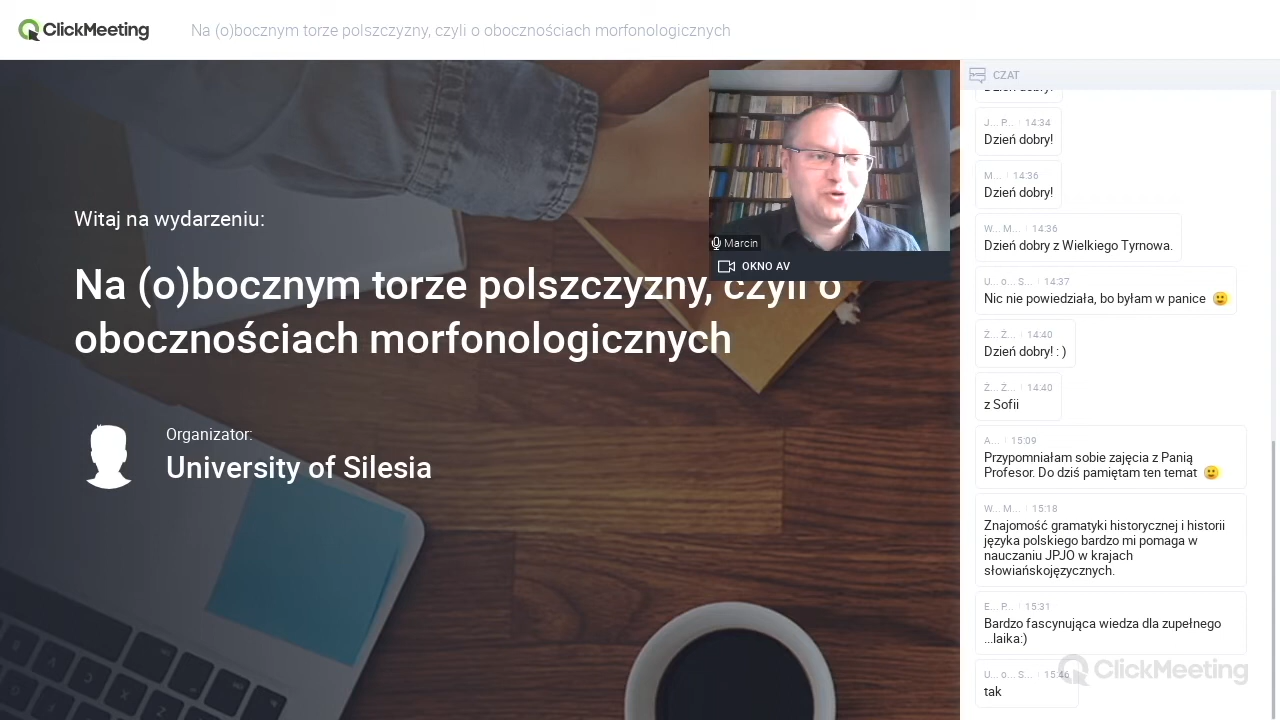 ClickMeeting
Na (o)bocznym torze polszczyzny, czyli o obocznościach morfonologicznych
Witaj na wydarzeniu:
Na (o)bocznym torze polszczyzny, czyli o
obocznościach morfonologicznych
Organizator:
University of Silesia
Marcin
OKNO AV
CZAT
Dzień dobry!
J... P... 14:34
Dzień dobry!
M... 14:36
Dzień dobry!
W... M... 14:36
Dzień dobry z Wielkiego Tyrnowa.
U... o... S... 14:37
Nic nie powiedziała, bo byłam w panice
Ż... Ż... 14:40
Dzień dobry! : )
Ż... Ż... 14:40
z Sofii
A... 15:09
Przypomniałam sobie zajęcia z Panią
Profesor. Do dziś pamiętam ten temat
W... M... 15:18
Znajomość gramatyki historycznej i historii
języka polskiego bardzo mi pomaga w
nauczaniu JPJO w krajach
słowiańskojęzycznych.
E... P... 15:31
Bardzo fascynująca wiedza dla zupełnego
...laika:)
U... o... S... 15:46
tak
ClickMeeting